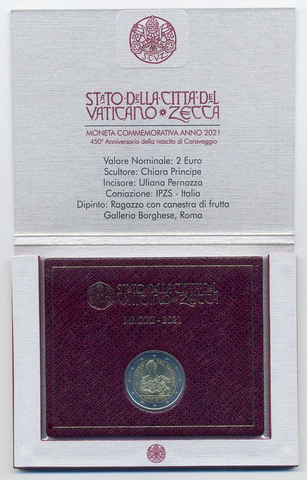 SCVZ
STATO·DELLA·CITTÀ·DEL
VATICANO✶ZECCA
MONETA COMMEMORATIVA ANNO 2021
450° Anniversario della nascita di Caravaggio
Valore Nominale: 2 Euro
Scultore: Chiara Principe
Incisore: Uliana Pernazza
Coniazione: IPZS - Italia
Dipinto: Ragazzo con canestra di frutta
Galleria Borghese, Roma
STATO·DELLA·CITTÀ·DEL
VATICANO✶ZECCA
MMXXI - 2021